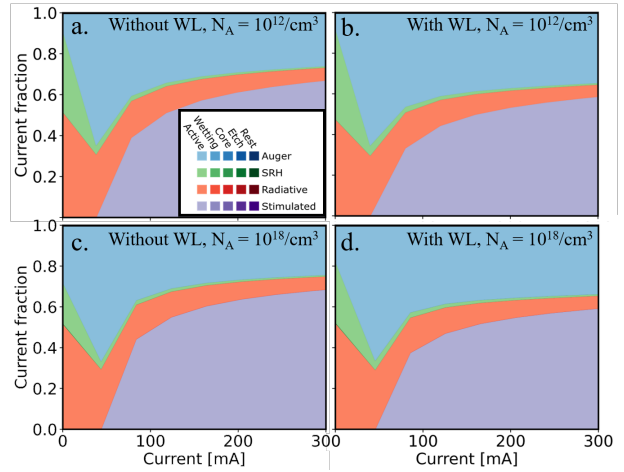 a. Without WL, N_A = 10^12/cm^3
b. With WL, N_A = 10^12/cm^3
1.0
0.8
0.6
0.4
0.2
Current fraction
Active
Wetting
Core
Etch
Rest
Auger
SRH
Radiative
Stimulated
c. Without WL, N_A = 10^18/cm^3
d. With WL, N_A = 10^18/cm^3
1.0
0.8
0.6
0.4
0.2
0.0
Current fraction
0 100 200 300
0 100 200 300
Current [mA]
Current [mA]